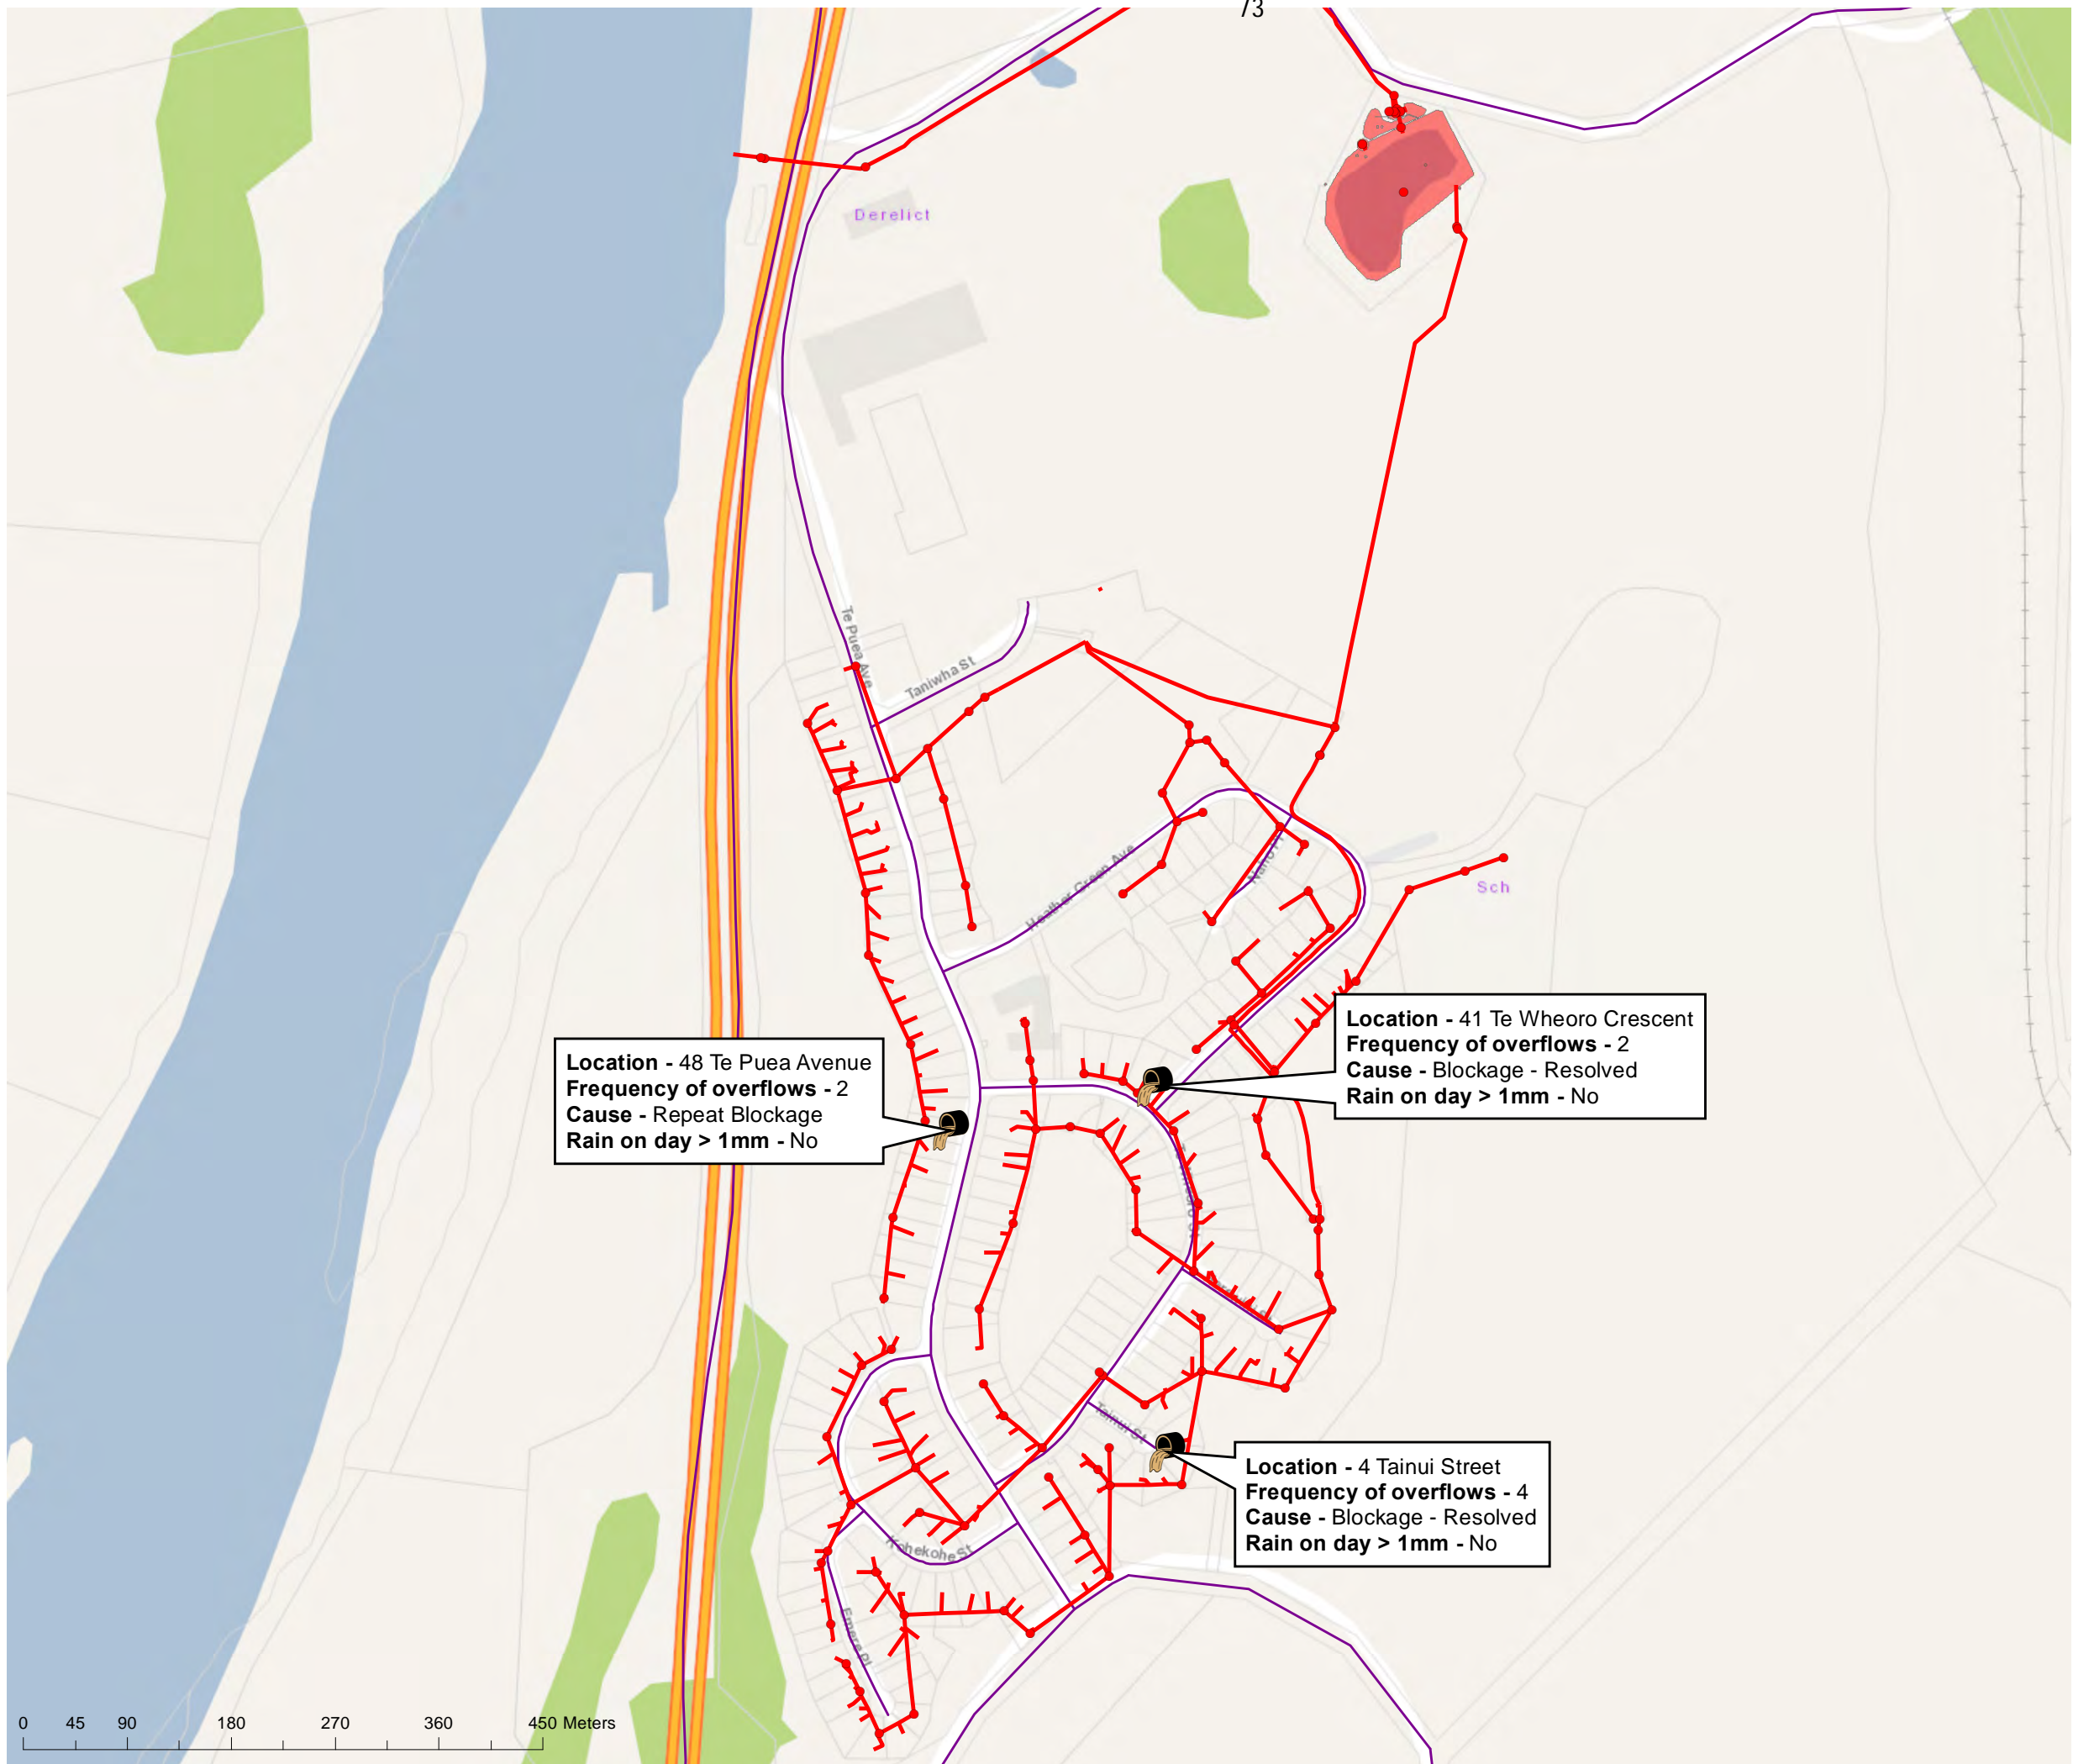 73
Derelict
Te Puea Ave
Taniwha St
Heather Green Ave
Sch
Location - 41 Te Wheoro Crescent
Frequency of overflows - 2
Cause - Blockage - Resolved
Rain on day > 1mm - No
Location - 48 Te Puea Avenue
Frequency of overflows - 2
Cause - Repeat Blockage
Rain on day > 1mm - No
Tainui St
Location - 4 Tainui Street
Frequency of overflows - 4
Cause - Blockage - Resolved
Rain on day > 1mm - No
Kohekohe St
Emere Pl
0 45 90 180 270 360 450 Meters